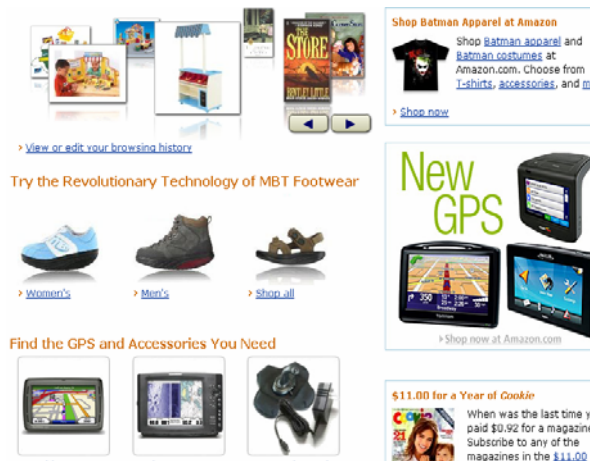 THE
STORE
BENTLEY LITTLE
› View or edit your browsing history
Try the Revolutionary Technology of MBT Footwear
› Women's
› Men's
› Shop all
Find the GPS and Accessories You Need
Shop Batman Apparel at Amazon
Shop Batman apparel and
Batman costumes at
Amazon.com. Choose from
T-shirts, accessories, and
› Shop now
New
GPS
350
Shop now at Amazon.com
$11.00 for a Year of Cookie
When was the last time
paid $0.92 for a magazine
Subscribe to any of the
magazines in the $11.00